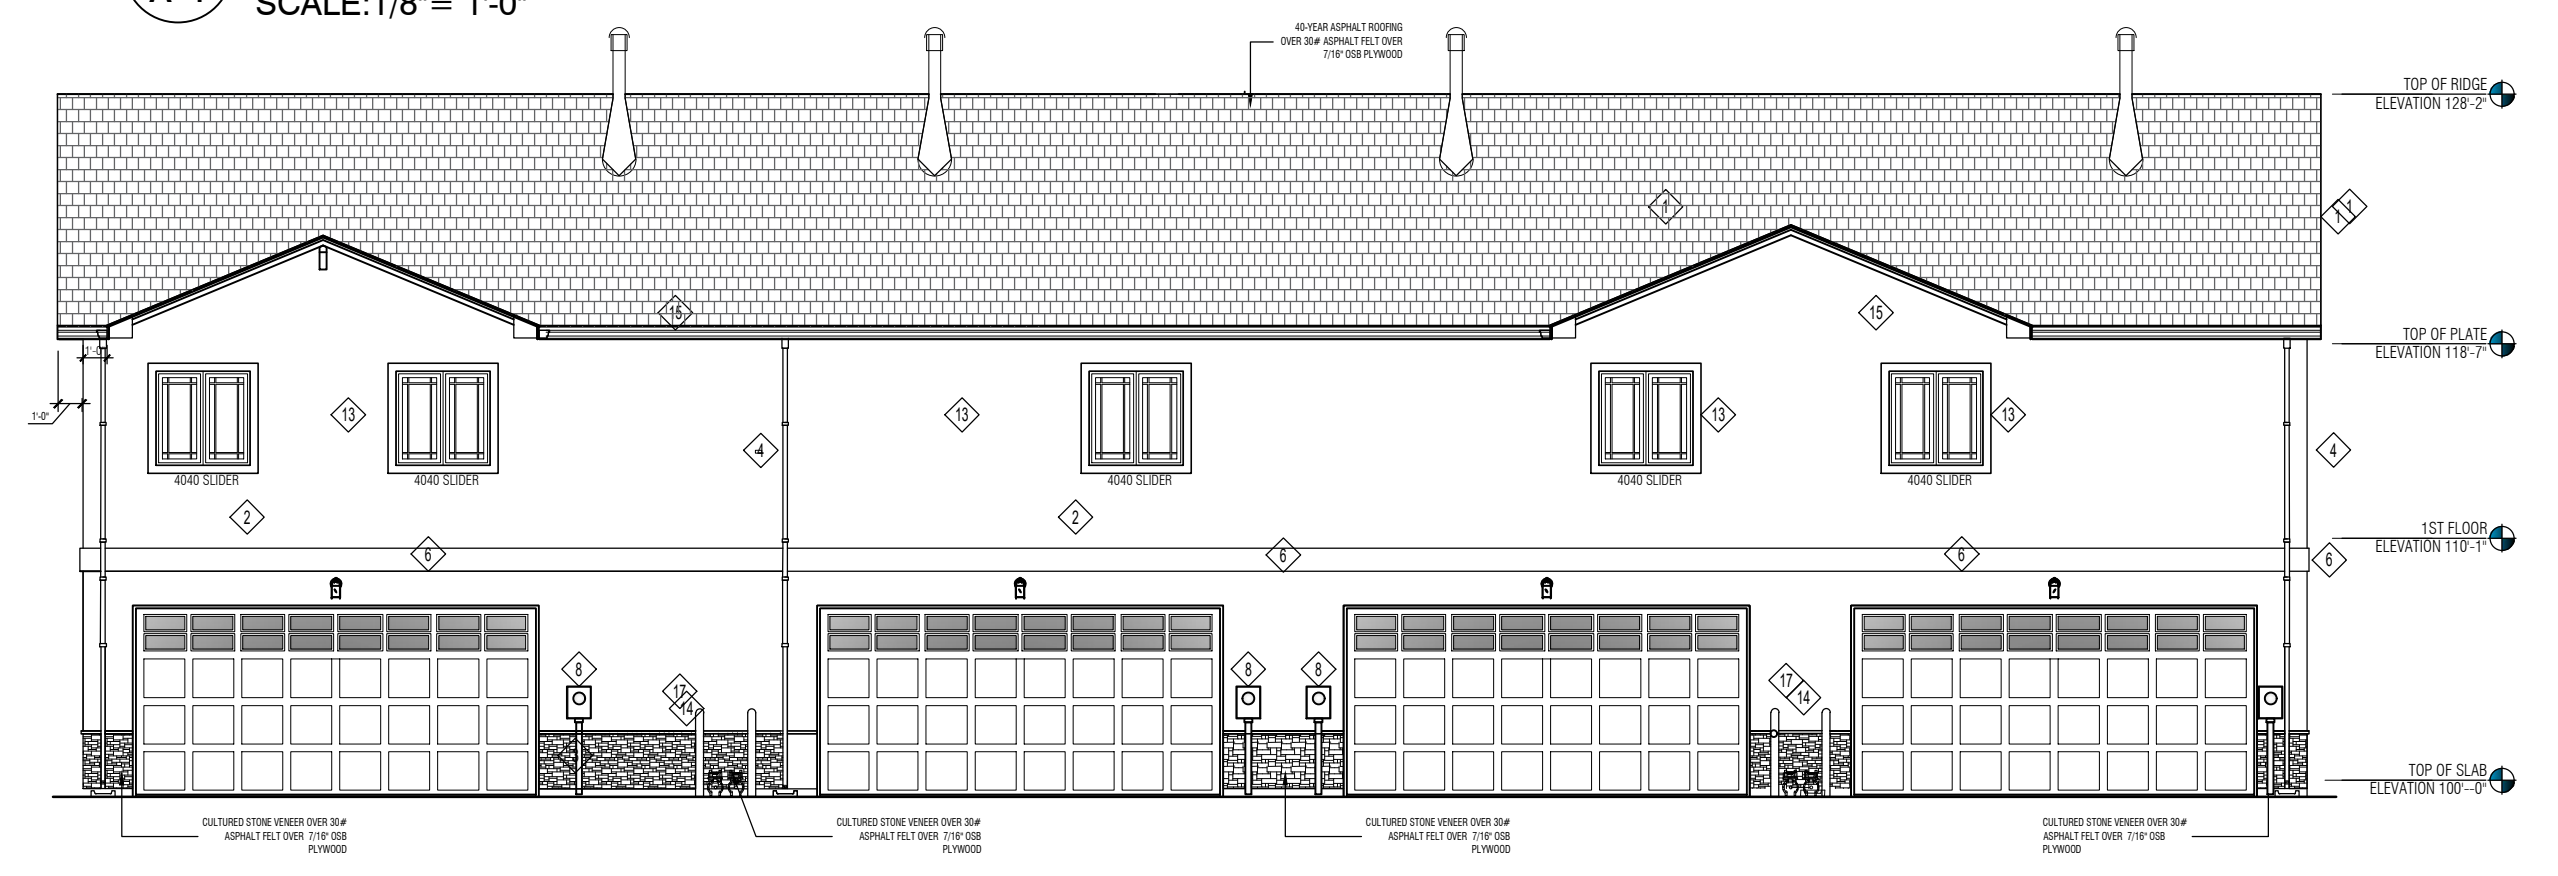 SCALE:1/8"= 1'-0"
40-YEAR ASPHALT ROOFING
OVER 30# ASPHALT FELT OVER
7/16" OSB PLYWOOD
TOP OF RIDGE
ELEVATION 128'-2"
1
1
1
15
15
TOP OF PLATE
ELEVATION 118'-7"
1'-0"
1'-0"
13
13
13
13
4
4
4040 SLIDER
4040 SLIDER
4040 SLIDER
4040 SLIDER
4040 SLIDER
2
2
1ST FLOOR
ELEVATION 110'-1"
6
6
6
6
8
8
8
17
14
17
14
TOP OF SLAB
ELEVATION 100'--0"
CULTURED STONE VENEER OVER 30#
ASPHALT FELT OVER 7/16" OSB
PLYWOOD
CULTURED STONE VENEER OVER 30#
ASPHALT FELT OVER 7/16" OSB
PLYWOOD
CULTURED STONE VENEER OVER 30#
ASPHALT FELT OVER 7/16" OSB
PLYWOOD
CULTURED STONE VENEER OVER 30#
ASPHALT FELT OVER 7/16" OSB
PLYWOOD